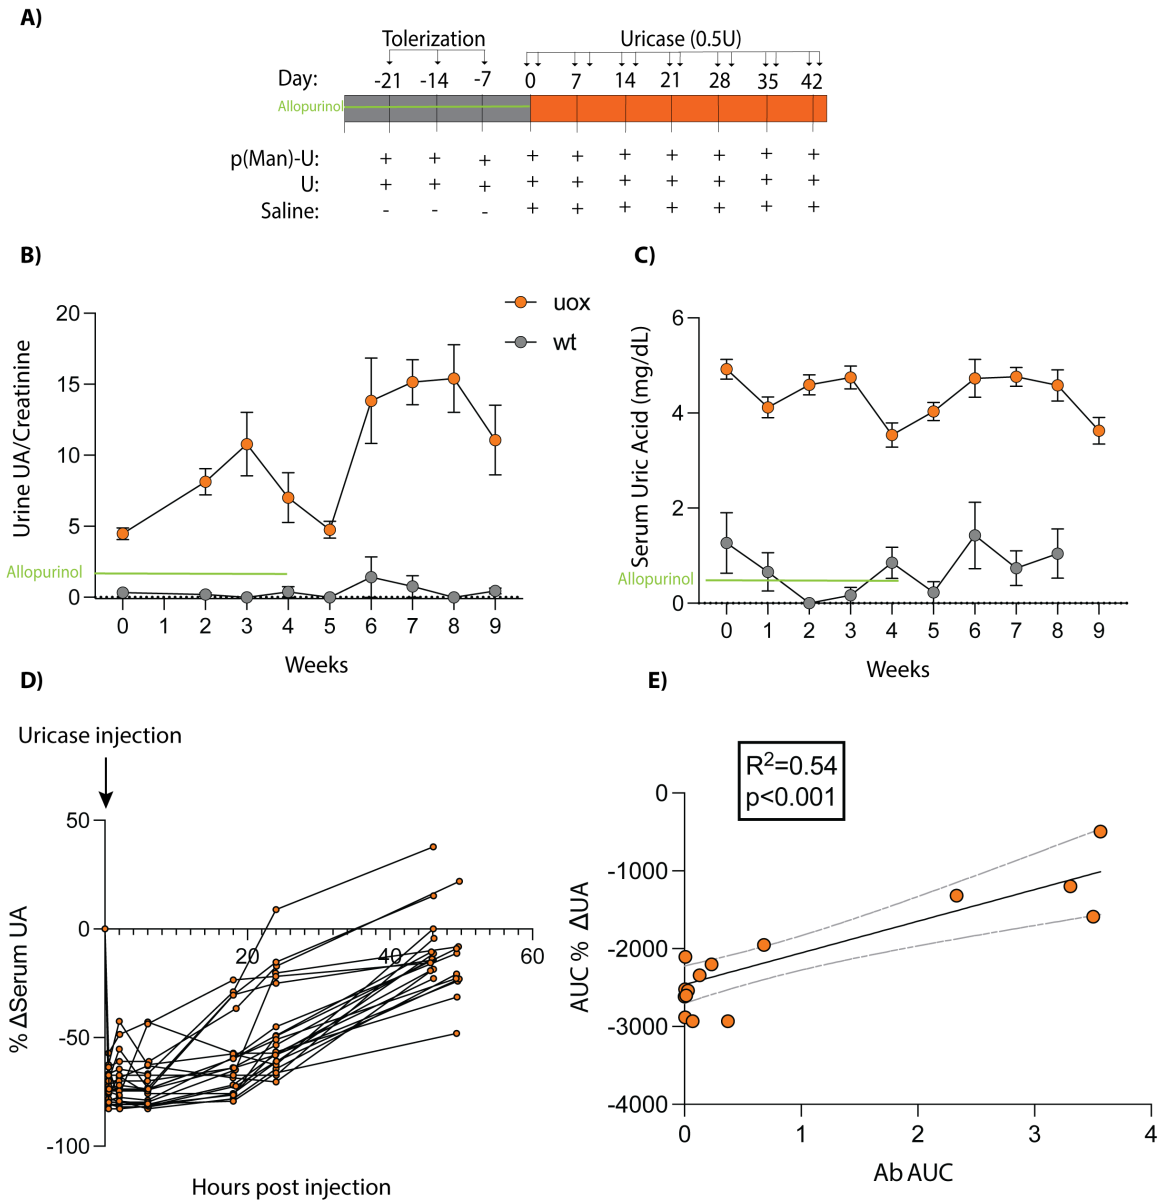 A)
Tolerization Uricase (0.5U)
Day: -21 -14 -7 0 7 14 21 28 35 42
Allopurinol
p(Man)-U: + + + + + + + + + +
U: + + + + + + + + + +
Saline: - - - + + + + + + +
B)
uox
wt
Urine UA/Creatinine
20
15
10
5
0
Allopurinol
0 1 2 3 4 5 6 7 8 9
Weeks
C)
Serum Uric Acid (mg/dL)
6
4
2
0
Allopurinol
0 1 2 3 4 5 6 7 8 9
Weeks
D)
Uricase injection
% ΔSerum UA
50
0
-50
-100
20 40 60
Hours post injection
E)
R2=0.54
p<0.001
AUC % ΔUA
0
-1000
-2000
-3000
-4000
0 1 2 3 4
Ab AUC